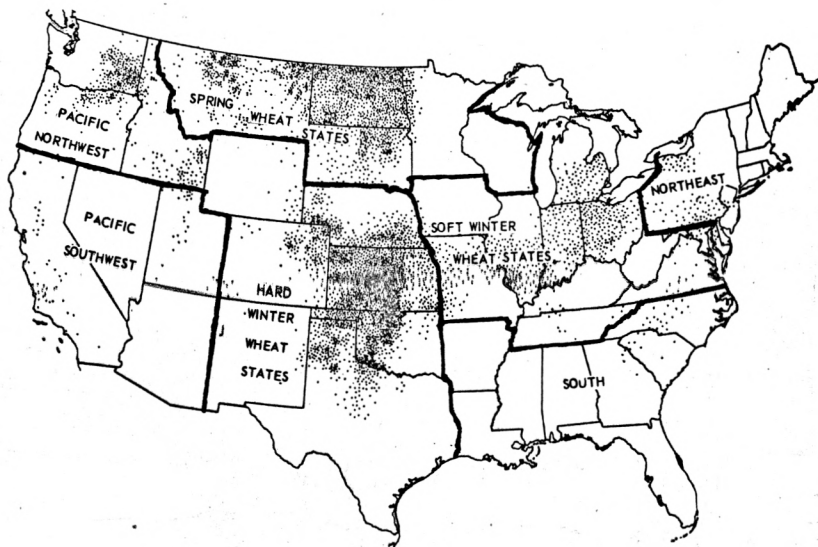 PACIFIC
NORTHWEST
SPRING WHEAT
STATES
PACIFIC
SOUTHWEST
HARD
WINTER
WHEAT
STATES
SOFT WINTER
WHEAT STATES
NORTHEAST
SOUTH